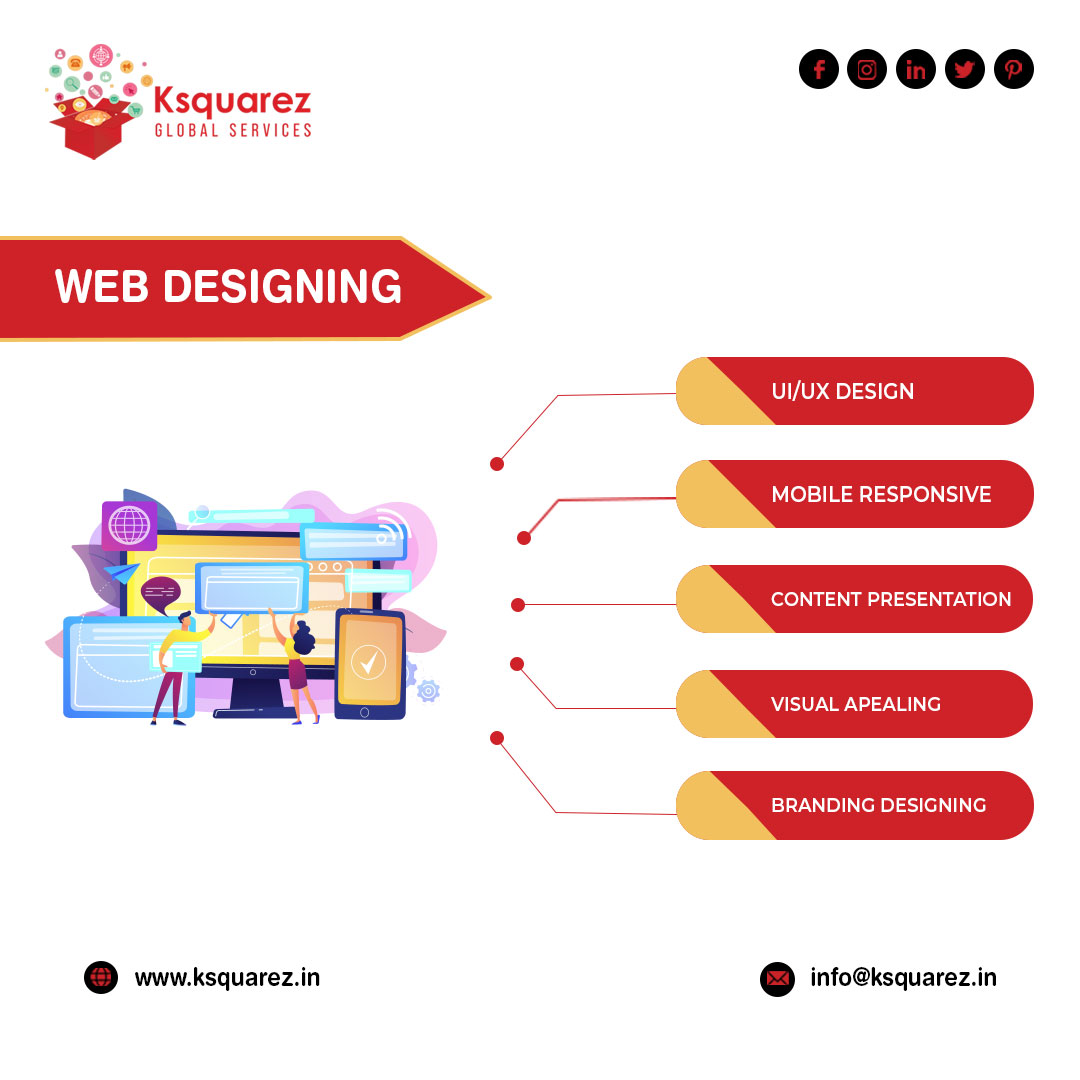 Ksquarez
GLOBAL SERVICES
WEB DESIGNING
UI/UX DESIGN
MOBILE RESPONSIVE
CONTENT PRESENTATION
VISUAL APEALING
BRANDING DESIGNING
www.ksquarez.in
info@ksquarez.in